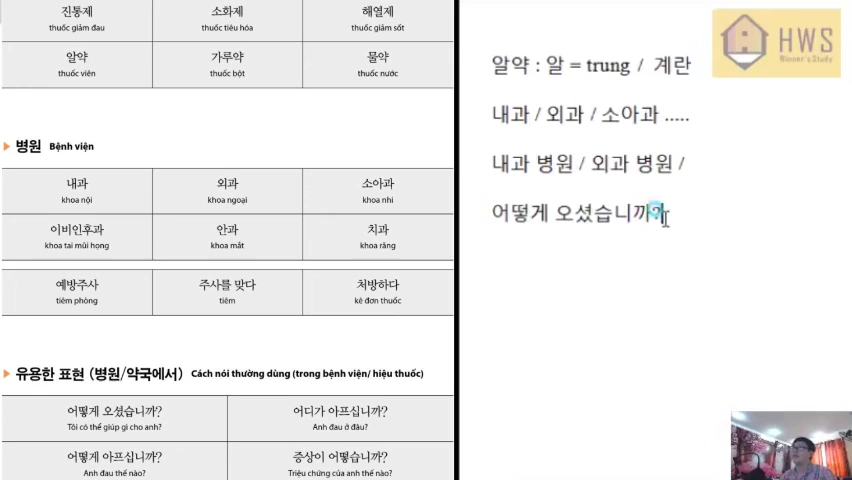 진통제 소화제 해열제
thuốc giảm đau thuốc tiêu hóa thuốc giảm sốt
알약 가루약 물약
thuốc viên thuốc bột thuốc nước
병원 Bệnh viện
내과 외과 소아과
khoa nội khoa ngoại khoa nhi
이비인후과 안과 치과
khoa tai mũi họng khoa mắt khoa răng
예방주사 주사를 맞다 처방하다
tiêm phòng tiêm kê đơn thuốc
유용한 표현 (병원/약국에서) Cách nói thường dùng (trong bệnh viện/ hiệu thuốc)
어떻게 오셨습니까? 어디가 아프십니까?
Tôi có thể giúp gì cho anh? Anh đau ở đâu?
어떻게 아프십니까? 증상이 어떻습니까?
Anh đau thế nào? Triệu chứng của anh thế nào?
HWS
Winner's Study
알약 : 알 = trung / 계란
내과 / 외과 / 소아과 .....
내과 병원 / 외과 병원 /
어떻게 오셨습니까?